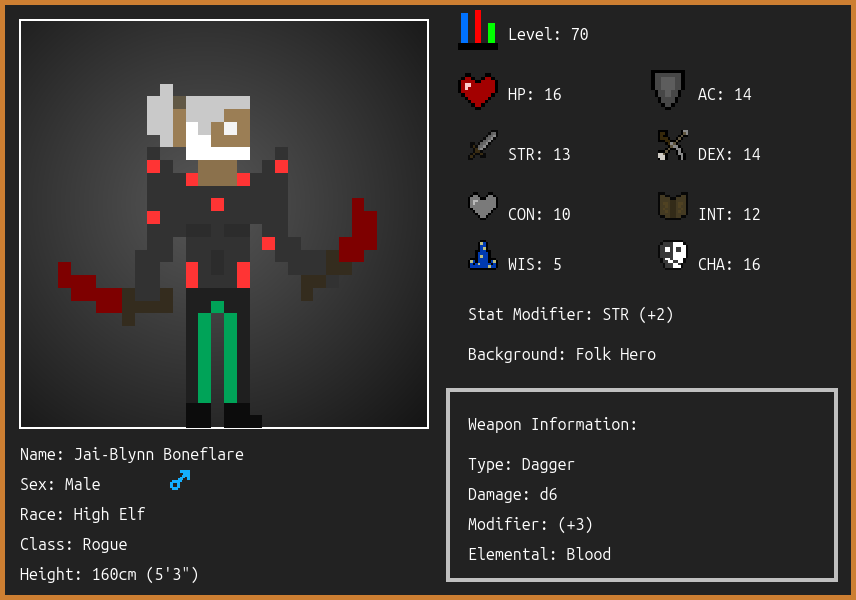 Level: 70
HP: 16
AC: 14
STR: 13
DEX: 14
CON: 10
INT: 12
WIS: 5
CHA: 16
Stat Modifier: STR (+2)
Background: Folk Hero
Weapon Information:
Type: Dagger
Damage: d6
Modifier: (+3)
Elemental: Blood
Name: Jai-Blynn Boneflare
Sex: Male
Race: High Elf
Class: Rogue
Height: 160cm (5'3")